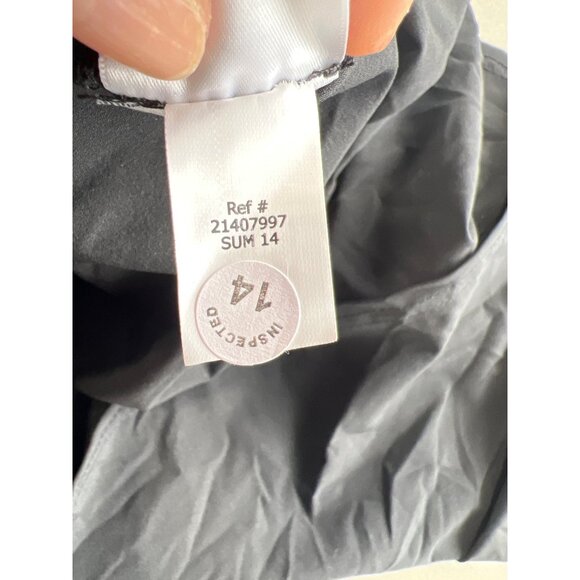 Ref #
21407997
SUM 14
14
INSPECTED